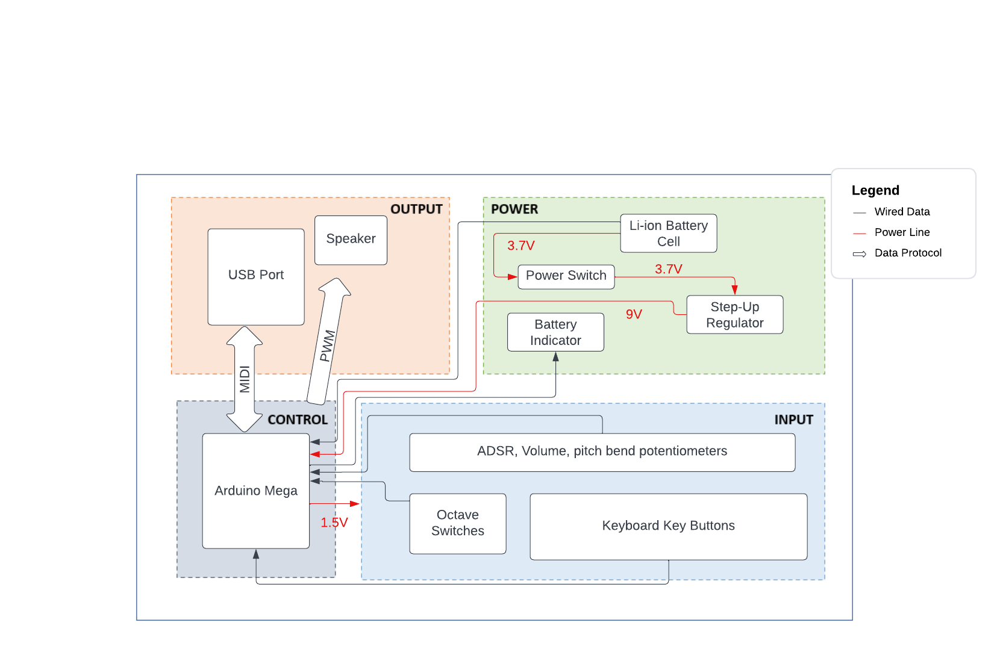 Legend
Wired Data
Power Line
Data Protocol
OUTPUT
USB Port
Speaker
MIDI
PWM
POWER
Li-ion Battery
Cell
3.7V
Power Switch
3.7V
Step-Up
Regulator
9V
Battery
Indicator
CONTROL
Arduino Mega
1.5V
INPUT
ADSR, Volume, pitch bend potentiometers
Octave
Switches
Keyboard Key Buttons